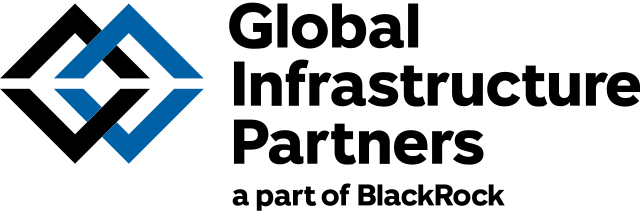 Global
Infrastructure
Partners
a part of BlackRock